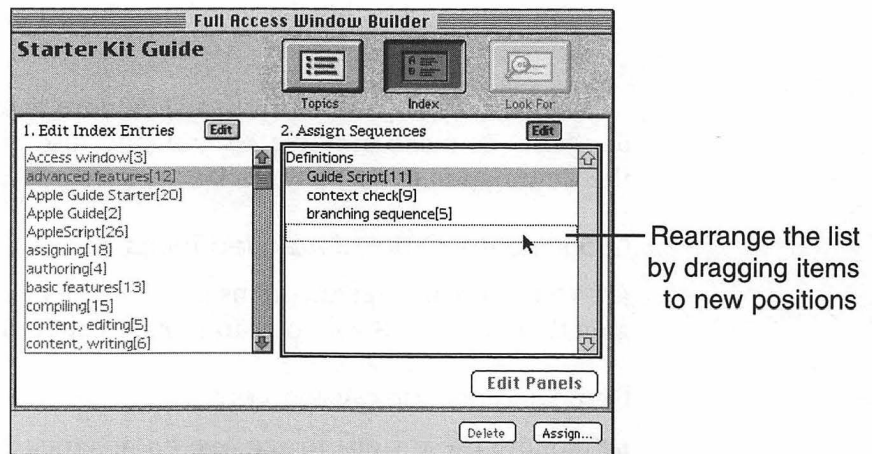 Full Access Window Builder
Starter Kit Guide
Topics
Index
Look For
1. Edit Index Entries
Edit
2. Assign Sequences
Edit
Access window[3]
advanced features[12]
Apple Guide Starter[20]
Apple Guide[2]
AppleScript[26]
assigning[18]
authoring[4]
basic features[13]
compiling[15]
content, editing[5]
content, writing[6]
Definitions
Guide Script[11]
context check[9]
branching sequence[5]
Rearrange the list
by dragging items
to new positions
Edit Panels
Delete
Assign...